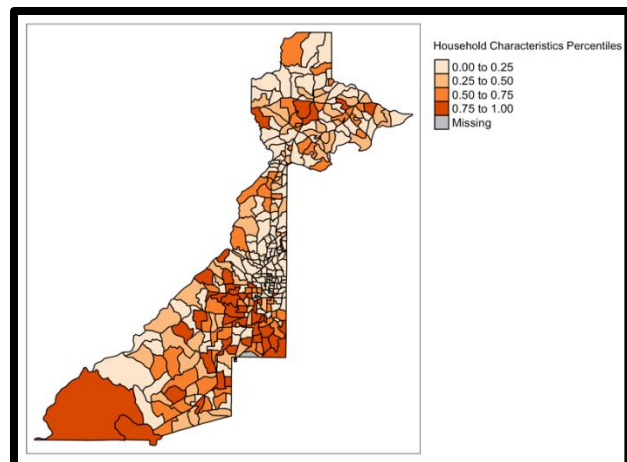 Household Characteristics Percentiles
0.00 to 0.25
0.25 to 0.50
0.50 to 0.75
0.75 to 1.00
Missing